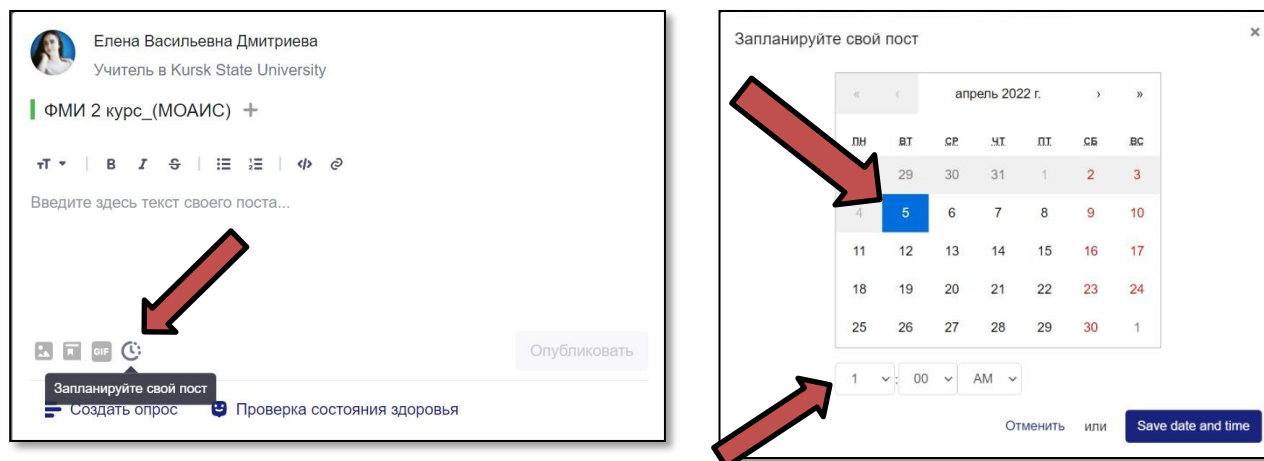 Елена Васильевна Дмитриева
Учитель в Kursk State University
ФМИ 2 курс_(МОАИС) +
тТ B I S </>
Введите здесь текст своего поста...
GIF
Опубликовать
Запланируйте свой пост
Создать опрос Проверка состояния здоровья
Запланируйте свой пост ×
« ‹ апрель 2022 г. › »
ПН ВТ СР ЧТ ПТ СБ ВС
29 30 31 1 2 3
4 5 6 7 8 9 10
11 12 13 14 15 16 17
18 19 20 21 22 23 24
25 26 27 28 29 30 1
1 : 00 AM
Отменить или Save date and time